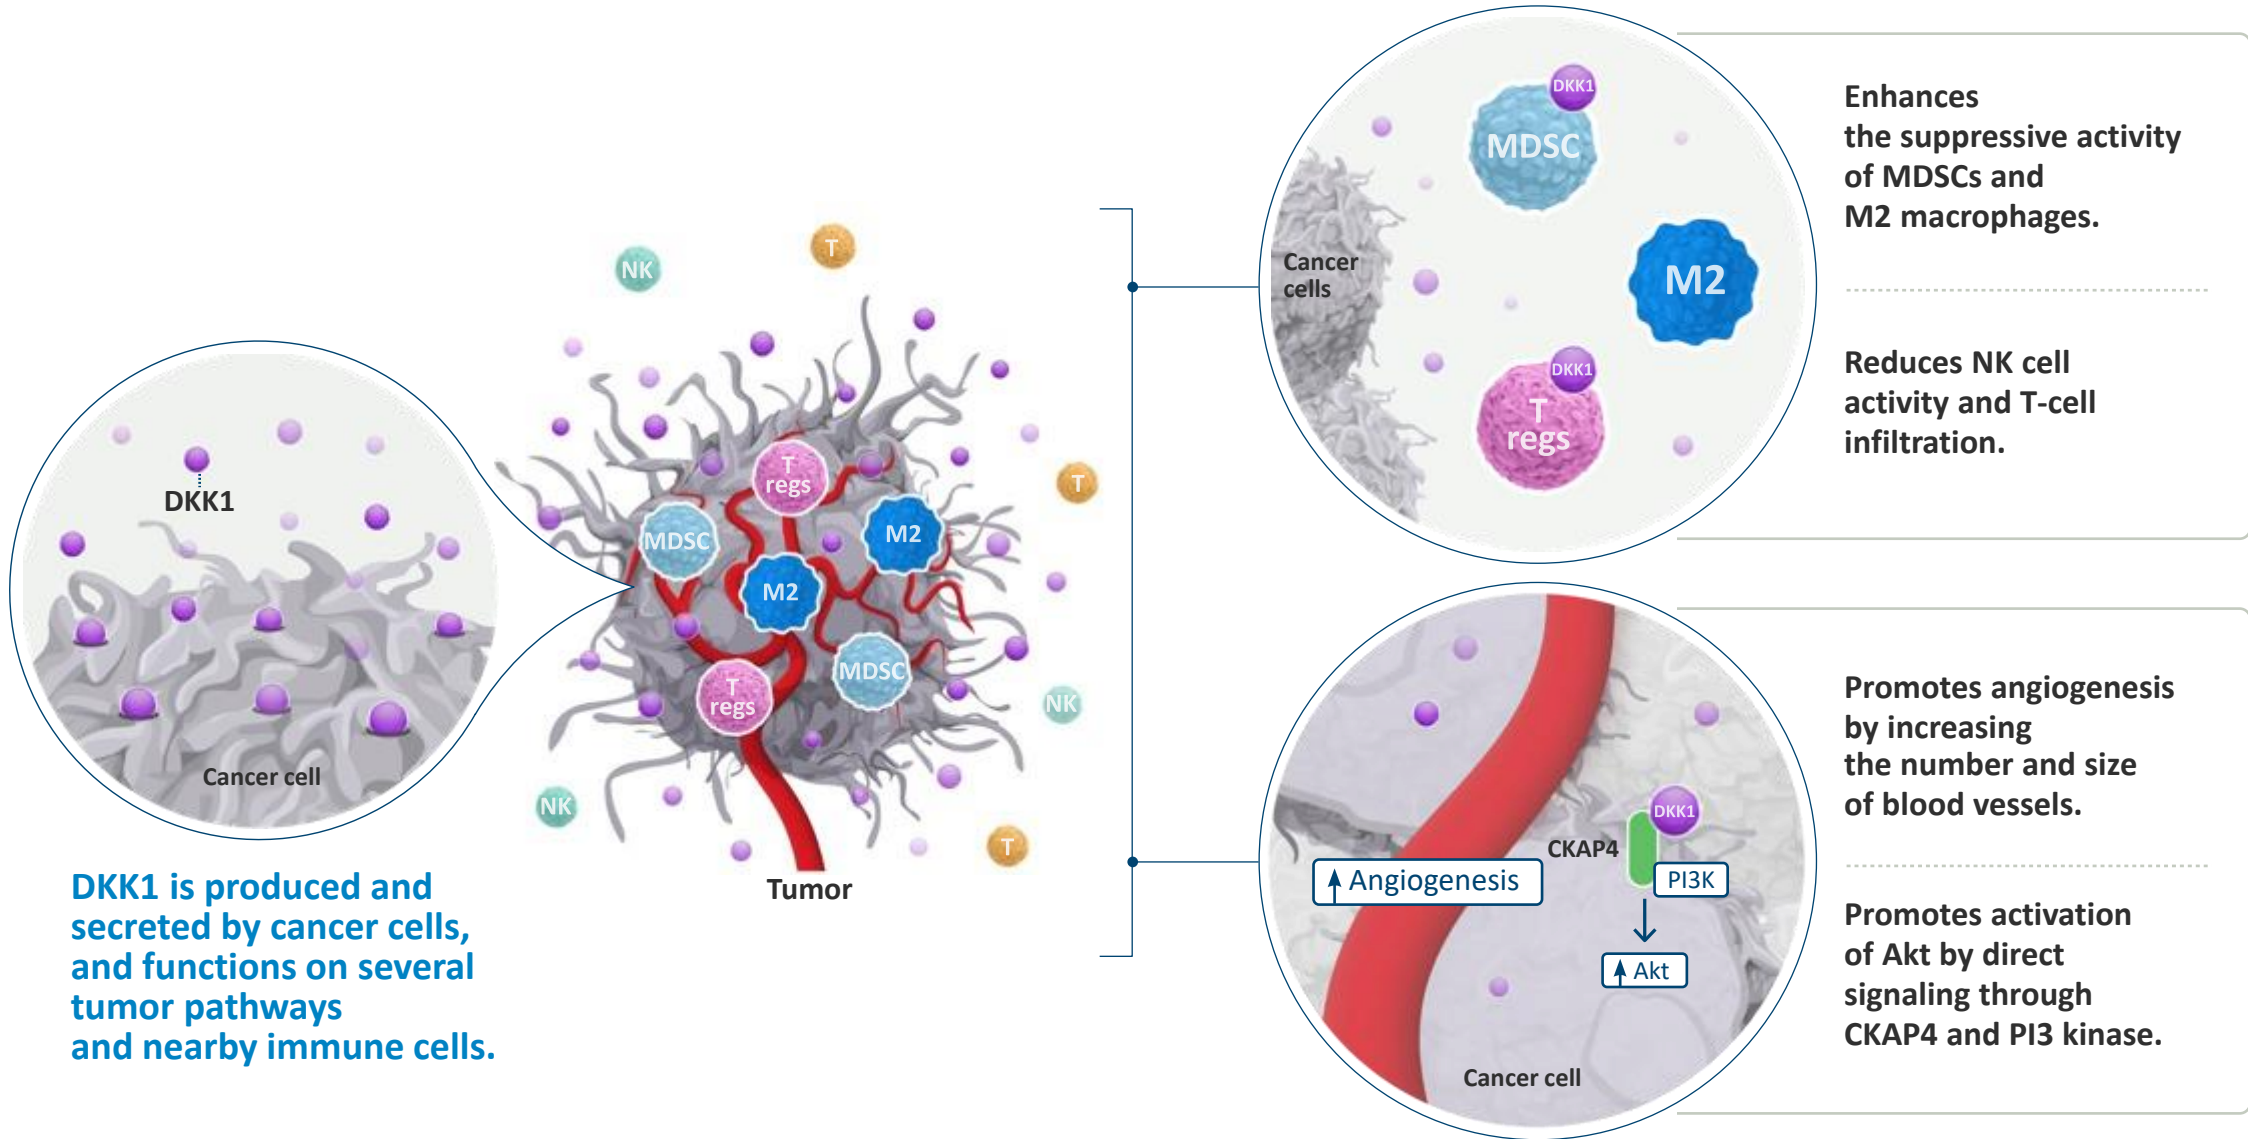 DKK1
Cancer cell
DKK1 is produced and
secreted by cancer cells,
and functions on several
tumor pathways
and nearby immune cells.
NK
T
T
regs
T
MDSC
M2
M2
MDSC
T
regs
NK
NK
T
Tumor
DKK1
MDSC
Cancer
cells
M2
DKK1
T
regs
Enhances
the suppressive activity
of MDSCs and
M2 macrophages.
Reduces NK cell
activity and T-cell
infiltration.
DKK1
CKAP4
PI3K
Angiogenesis
Akt
Cancer cell
Promotes angiogenesis
by increasing
the number and size
of blood vessels.
Promotes activation
of Akt by direct
signaling through
CKAP4 and PI3 kinase.